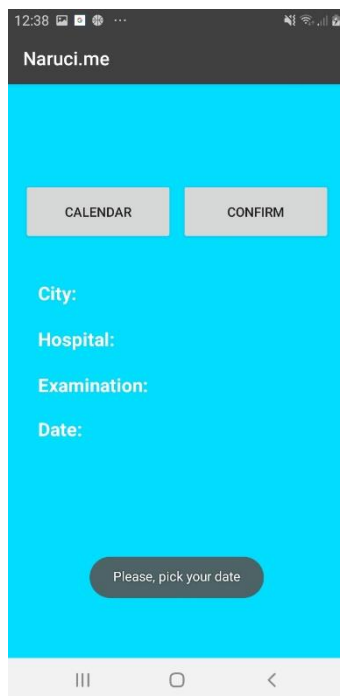 12:38
Naruci.me
CALENDAR CONFIRM
City:
Hospital:
Examination:
Date:
Please, pick your date